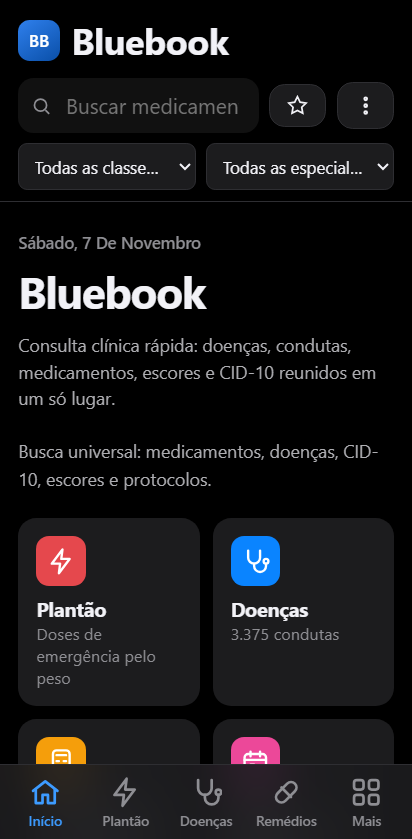 BB Bluebook
Buscar medicamen
Todas as classe... Todas as especial...
Sábado, 7 De Novembro
Bluebook
Consulta clínica rápida: doenças, condutas,
medicamentos, escores e CID-10 reunidos em
um só lugar.
Busca universal: medicamentos, doenças, CID-
10, escores e protocolos.
Plantão
Doses de
emergência pelo
peso
Doenças
3.375 condutas
Início Plantão Doenças Remédios Mais